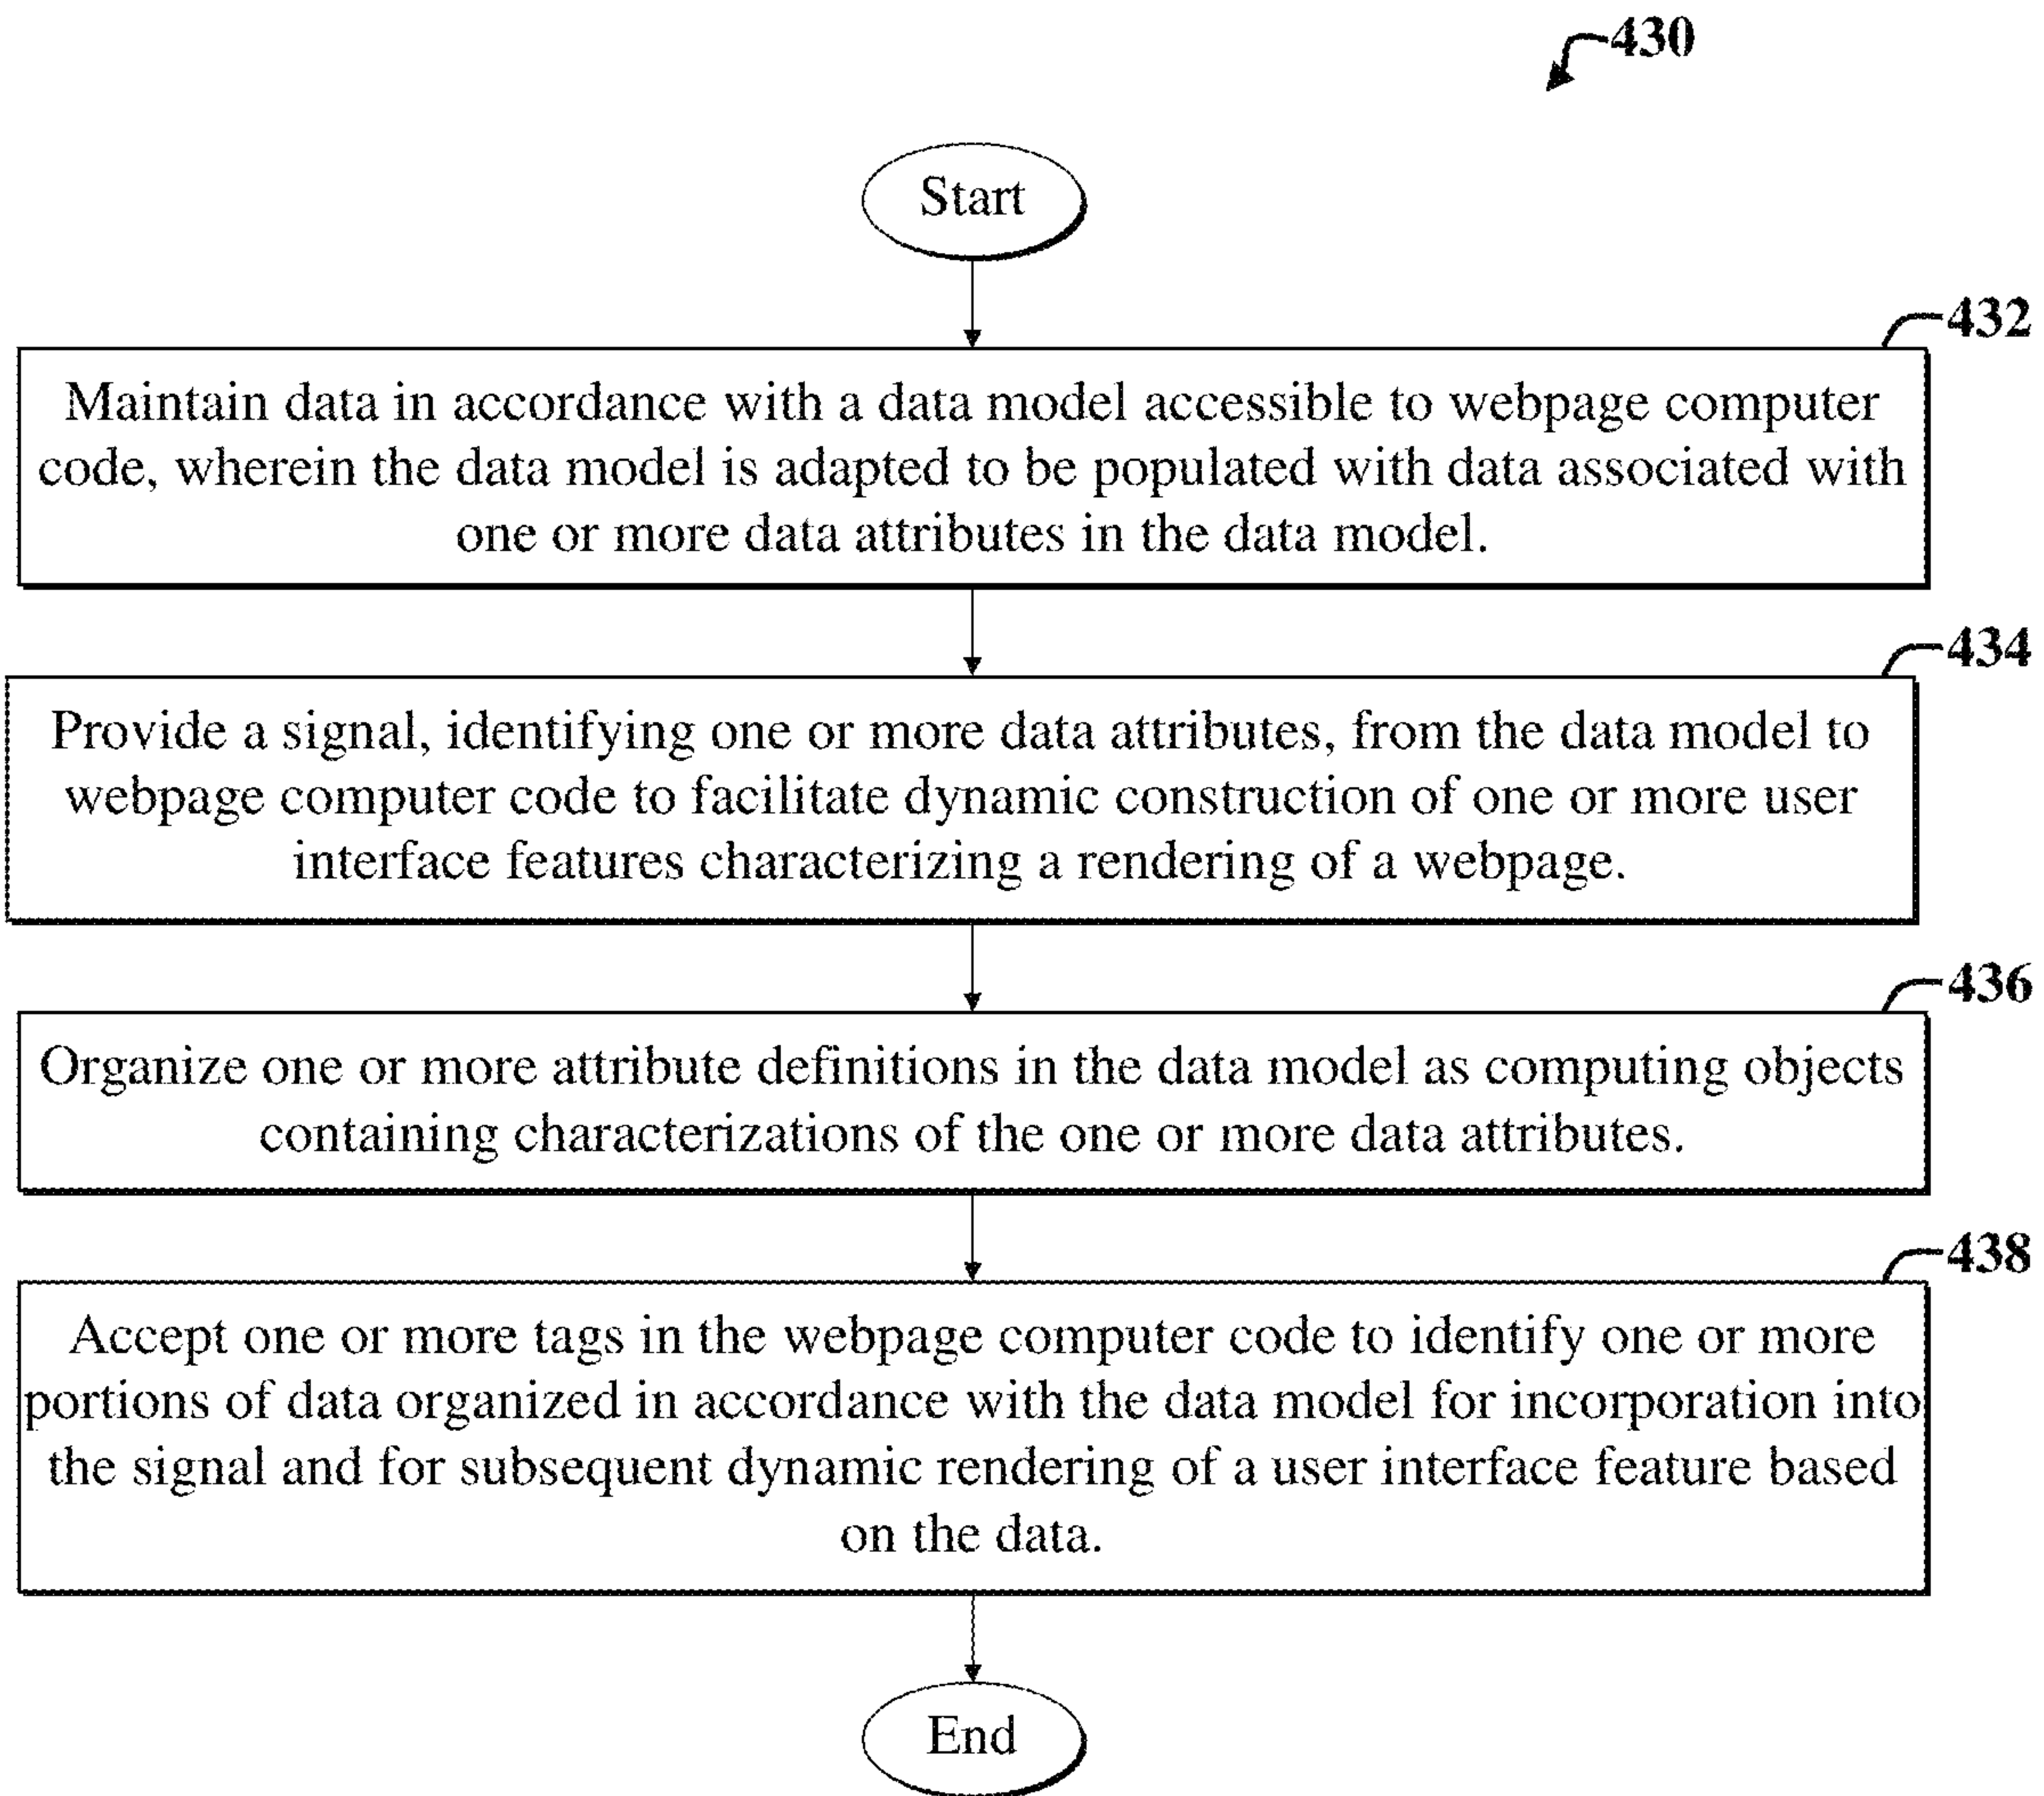 430
Start
432
Maintain data in accordance with a data model accessible to webpage computer
code, wherein the data model is adapted to be populated with data associated with
one or more data attributes in the data model.
434
Provide a signal, identifying one or more data attributes, from the data model to
webpage computer code to facilitate dynamic construction of one or more user
interface features characterizing a rendering of a webpage.
436
Organize one or more attribute definitions in the data model as computing objects
containing characterizations of the one or more data attributes.
438
Accept one or more tags in the webpage computer code to identify one or more
portions of data organized in accordance with the data model for incorporation into
the signal and for subsequent dynamic rendering of a user interface feature based
on the data.
End